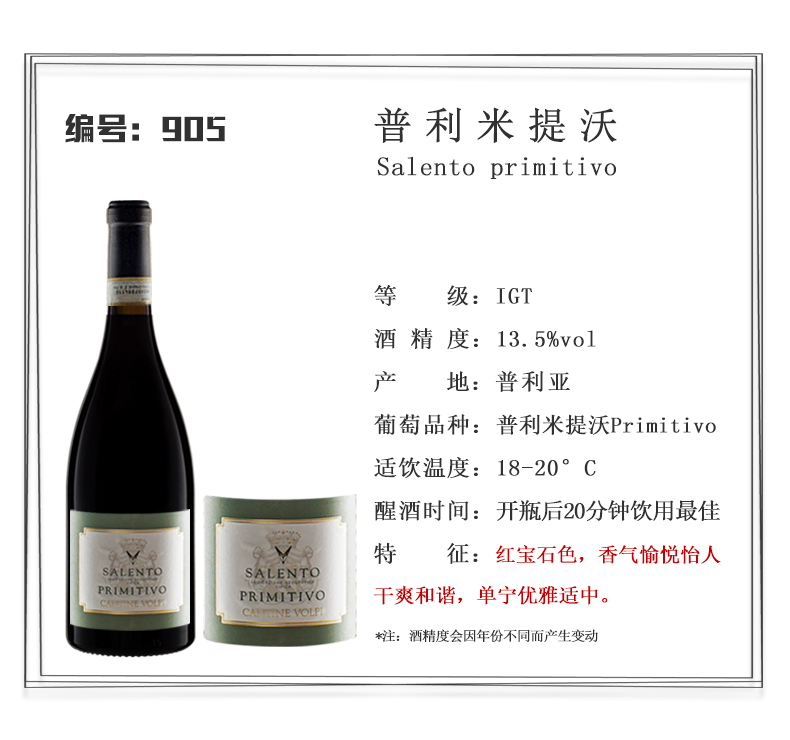 编号：905
普利米提沃
Salento primitivo
等 级：IGT
酒 精 度：13.5%vol
产 地：普利亚
葡萄品种：普利米提沃Primitivo
适饮温度：18-20°C
醒酒时间：开瓶后20分钟饮用最佳
特 征：红宝石色，香气愉悦怡人
干爽和谐，单宁优雅适中。
*注：酒精度会因年份不同而产生变动
SALENTO
PRIMITIVO
CANTINE VOLPI
SALENTO
PRIMITIVO
CANTINE VOLPI